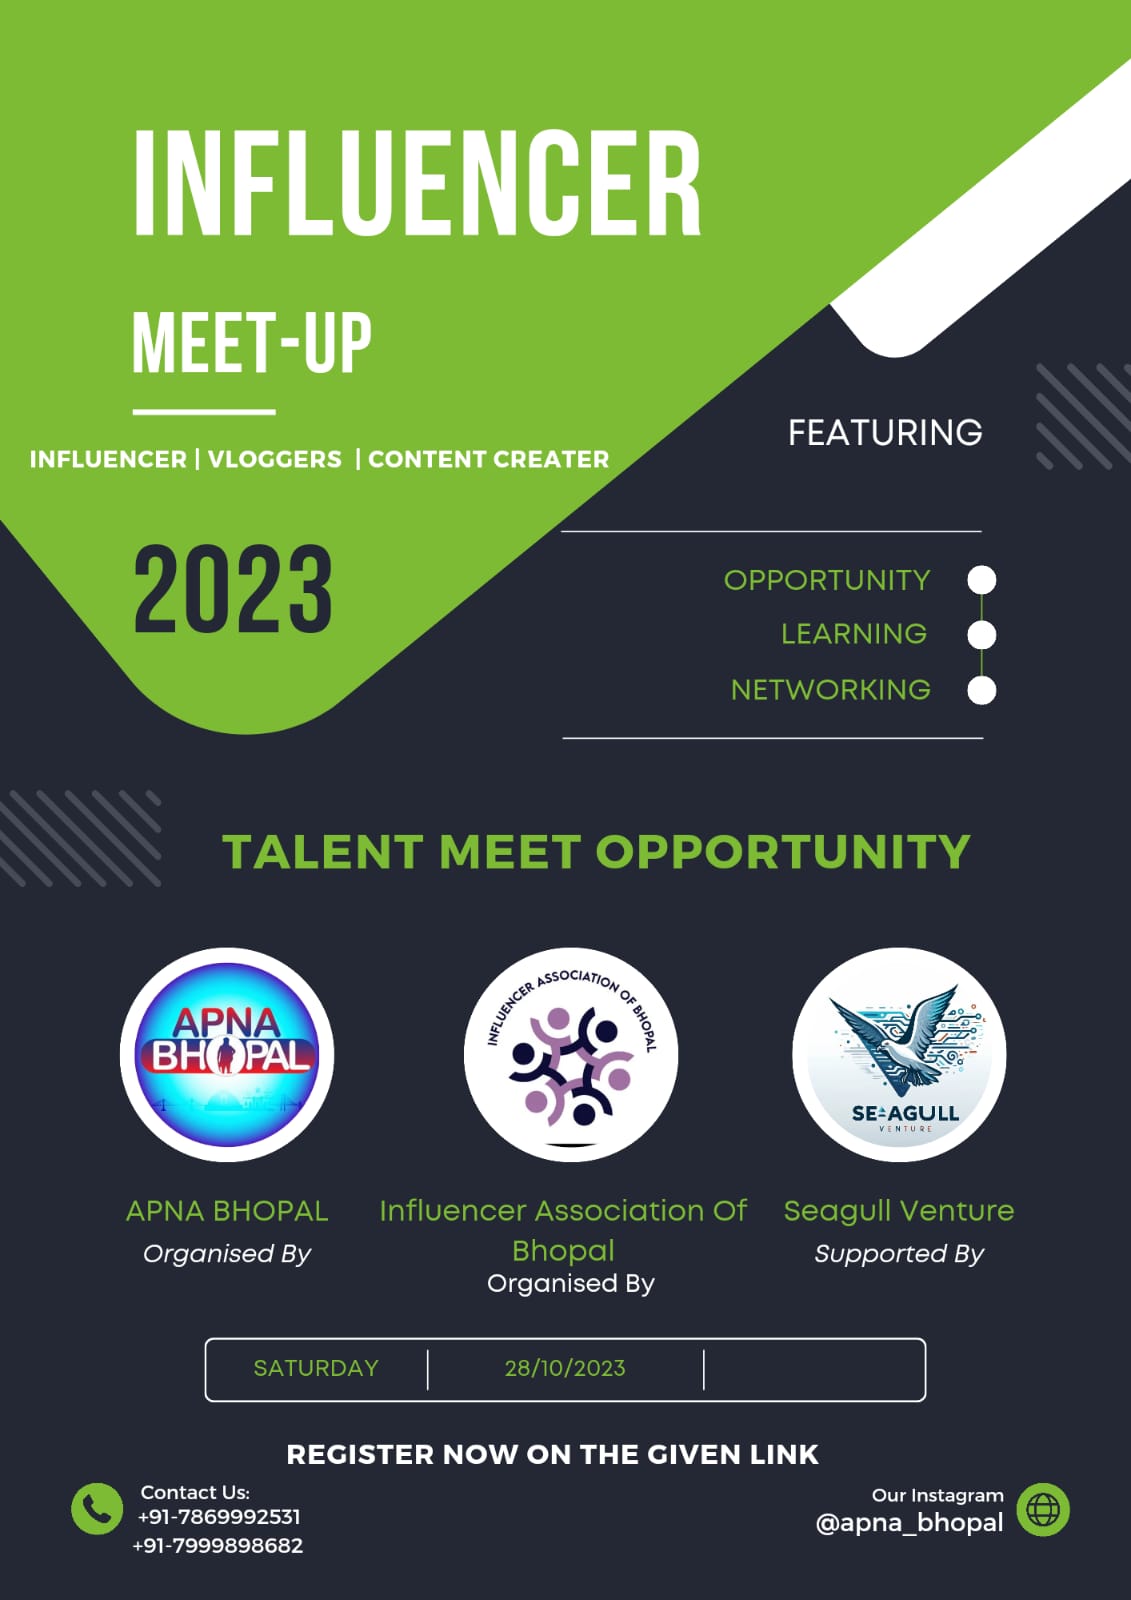 INFLUENCER
MEET-UP
INFLUENCER | VLOGGERS | CONTENT CREATER
2023
FEATURING
OPPORTUNITY
LEARNING
NETWORKING
TALENT MEET OPPORTUNITY
APNA
BHOPAL
INFLUENCER ASSOCIATION OF BHOPAL
SEAGULL
VENTURE
APNA BHOPAL
Organised By
Influencer Association Of
Bhopal
Organised By
Seagull Venture
Supported By
SATURDAY | 28/10/2023 |
REGISTER NOW ON THE GIVEN LINK
Contact Us:
+91-7869992531
+91-7999898682
Our Instagram
@apna_bhopal